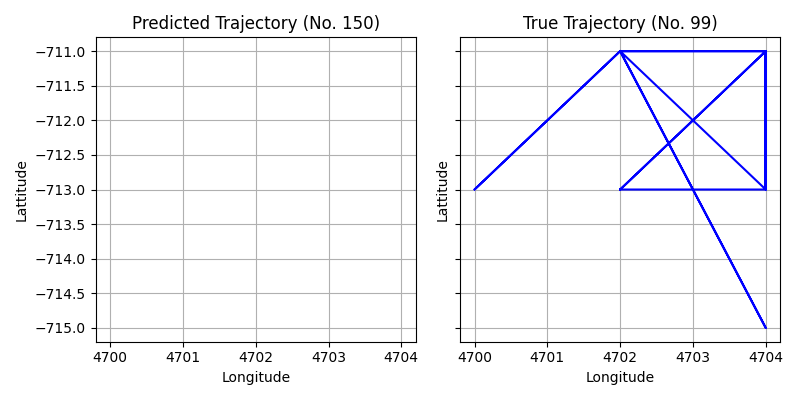 Predicted Trajectory (No. 150)
True Trajectory (No. 99)
−711.0
−711.5
−712.0
−712.5
−713.0
−713.5
−714.0
−714.5
−715.0
Lattitude
Lattitude
4700 4701 4702 4703 4704
4700 4701 4702 4703 4704
Longitude
Longitude